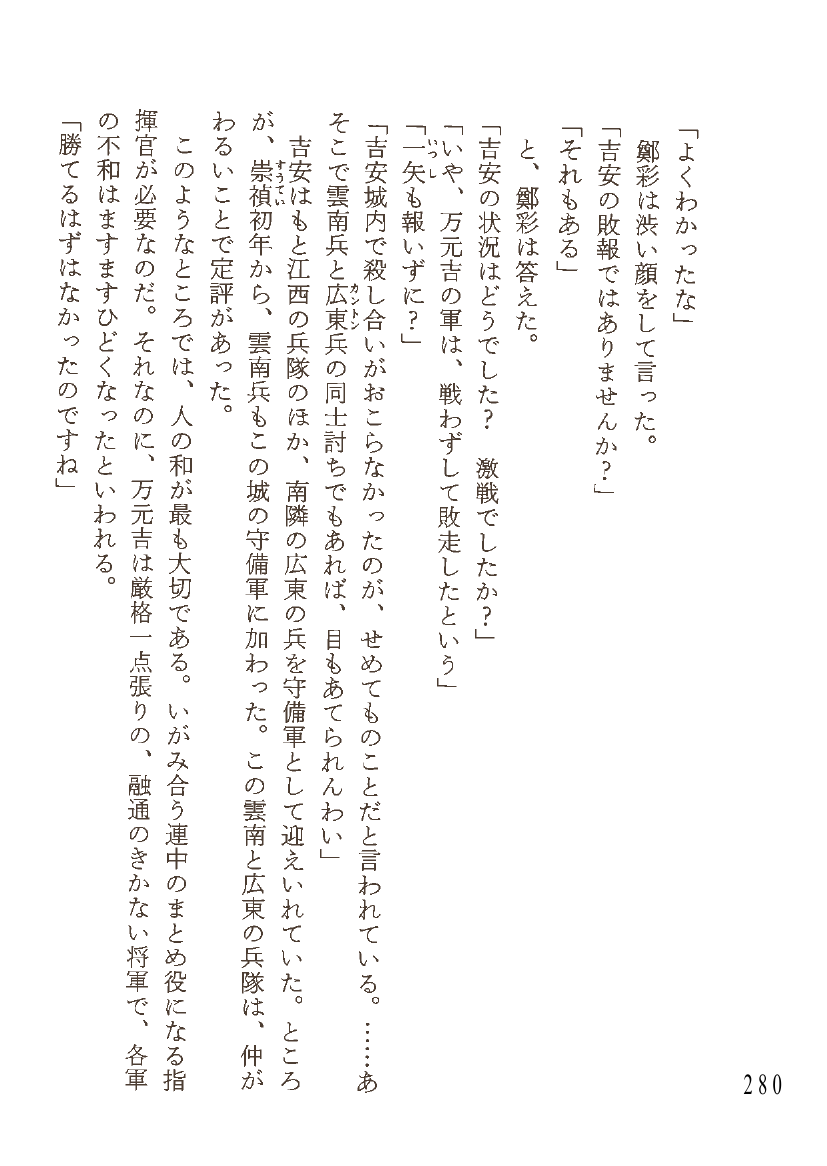 「よくわかったな」
鄭彩は渋い顔をして言った。
「吉安の敗報ではありませんか？」
「それもある」
と、鄭彩は答えた。
「吉安の状況はどうでした？　激戦でしたか？」
「いや、万元吉の軍は、戦わずして敗走したという」
「一矢も報いずに？」
「吉安城内で殺し合いがおこらなかったのが、せめてものことだと言われている。……あ
そこで雲南兵と広東兵の同士討ちでもあれば、目もあてられんわい」
吉安はもと江西の兵隊のほか、南隣の広東の兵を守備軍として迎えいれていた。ところ
が、崇禎初年から、雲南兵もこの城の守備軍に加わった。この雲南と広東の兵隊は、仲が
わるいことで定評があった。
このようなところでは、人の和が最も大切である。いがみ合う連中のまとめ役になる指
揮官が必要なのだ。それなのに、万元吉は厳格一点張りの、融通のきかない将軍で、各軍
の不和はますますひどくなったといわれる。
「勝てるはずはなかったのですね」
280